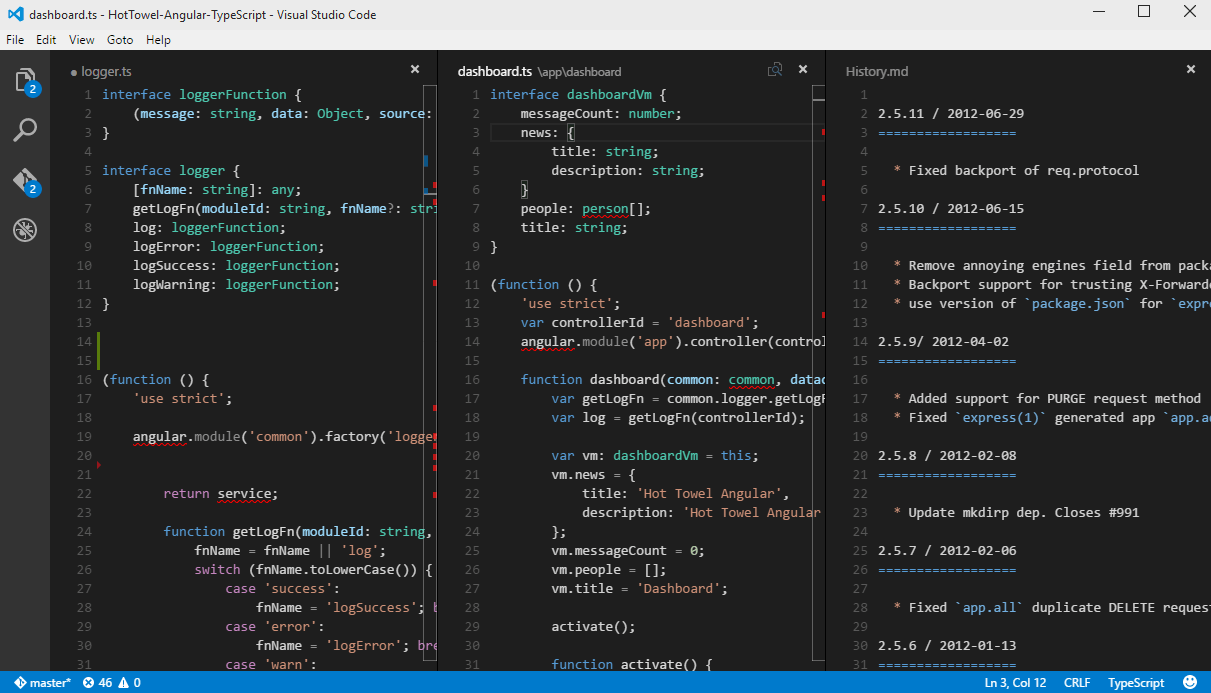 dashboard.ts - HotTowel-Angular-TypeScript - Visual Studio Code
File Edit View Goto Help
2
2
logger.ts
1 interface loggerFunction {
2 (message: string, data: Object, source:
3 }
4
5 interface logger {
6 [fnName: string]: any;
7 getLogFn(moduleId: string, fnName?: stri
8 log: loggerFunction;
9 logError: loggerFunction;
10 logSuccess: loggerFunction;
11 logWarning: loggerFunction;
12 }
13
14
15
16 (function () {
17 'use strict';
18
19 angular.module('common').factory('logger
20
21
22 return service;
23
24 function getLogFn(moduleId: string,
25 fnName = fnName || 'log';
26 switch (fnName.toLowerCase()) {
27 case 'success':
28 fnName = 'logSuccess'; b
29 case 'error':
30 fnName = 'logError'; bre
31 case 'warn':
dashboard.ts \app\dashboard
1 interface dashboardVm {
2 messageCount: number;
3 news: {
4 title: string;
5 description: string;
6 }
7 people: person[];
8 title: string;
9 }
10
11 (function () {
12 'use strict';
13 var controllerId = 'dashboard';
14 angular.module('app').controller(control
15
16 function dashboard(common: common, datac
17 var getLogFn = common.logger.getLogF
18 var log = getLogFn(controllerId);
19
20 var vm: dashboardVm = this;
21 vm.news = {
22 title: 'Hot Towel Angular',
23 description: 'Hot Towel Angular
24 };
25 vm.messageCount = 0;
26 vm.people = [];
27 vm.title = 'Dashboard';
28
29 activate();
30
31 function activate() {
History.md
1
2 2.5.11 / 2012-06-29
3 ==================
4
5 * Fixed backport of req.protocol
6
7 2.5.10 / 2012-06-15
8 ==================
9
10 * Remove annoying engines field from packa
11 * Backport support for trusting X-Forwarde
12 * use version of `package.json` for `expre
13
14 2.5.9/ 2012-04-02
15 ==================
16
17 * Added support for PURGE request method
18 * Fixed `express(1)` generated app `app.ad
19
20 2.5.8 / 2012-02-08
21 ==================
22
23 * Update mkdirp dep. Closes #991
24
25 2.5.7 / 2012-02-06
26 ==================
27
28 * Fixed `app.all` duplicate DELETE request
29
30 2.5.6 / 2012-01-13
31 ==================
master* 46 0 Ln 3, Col 12 CRLF TypeScript